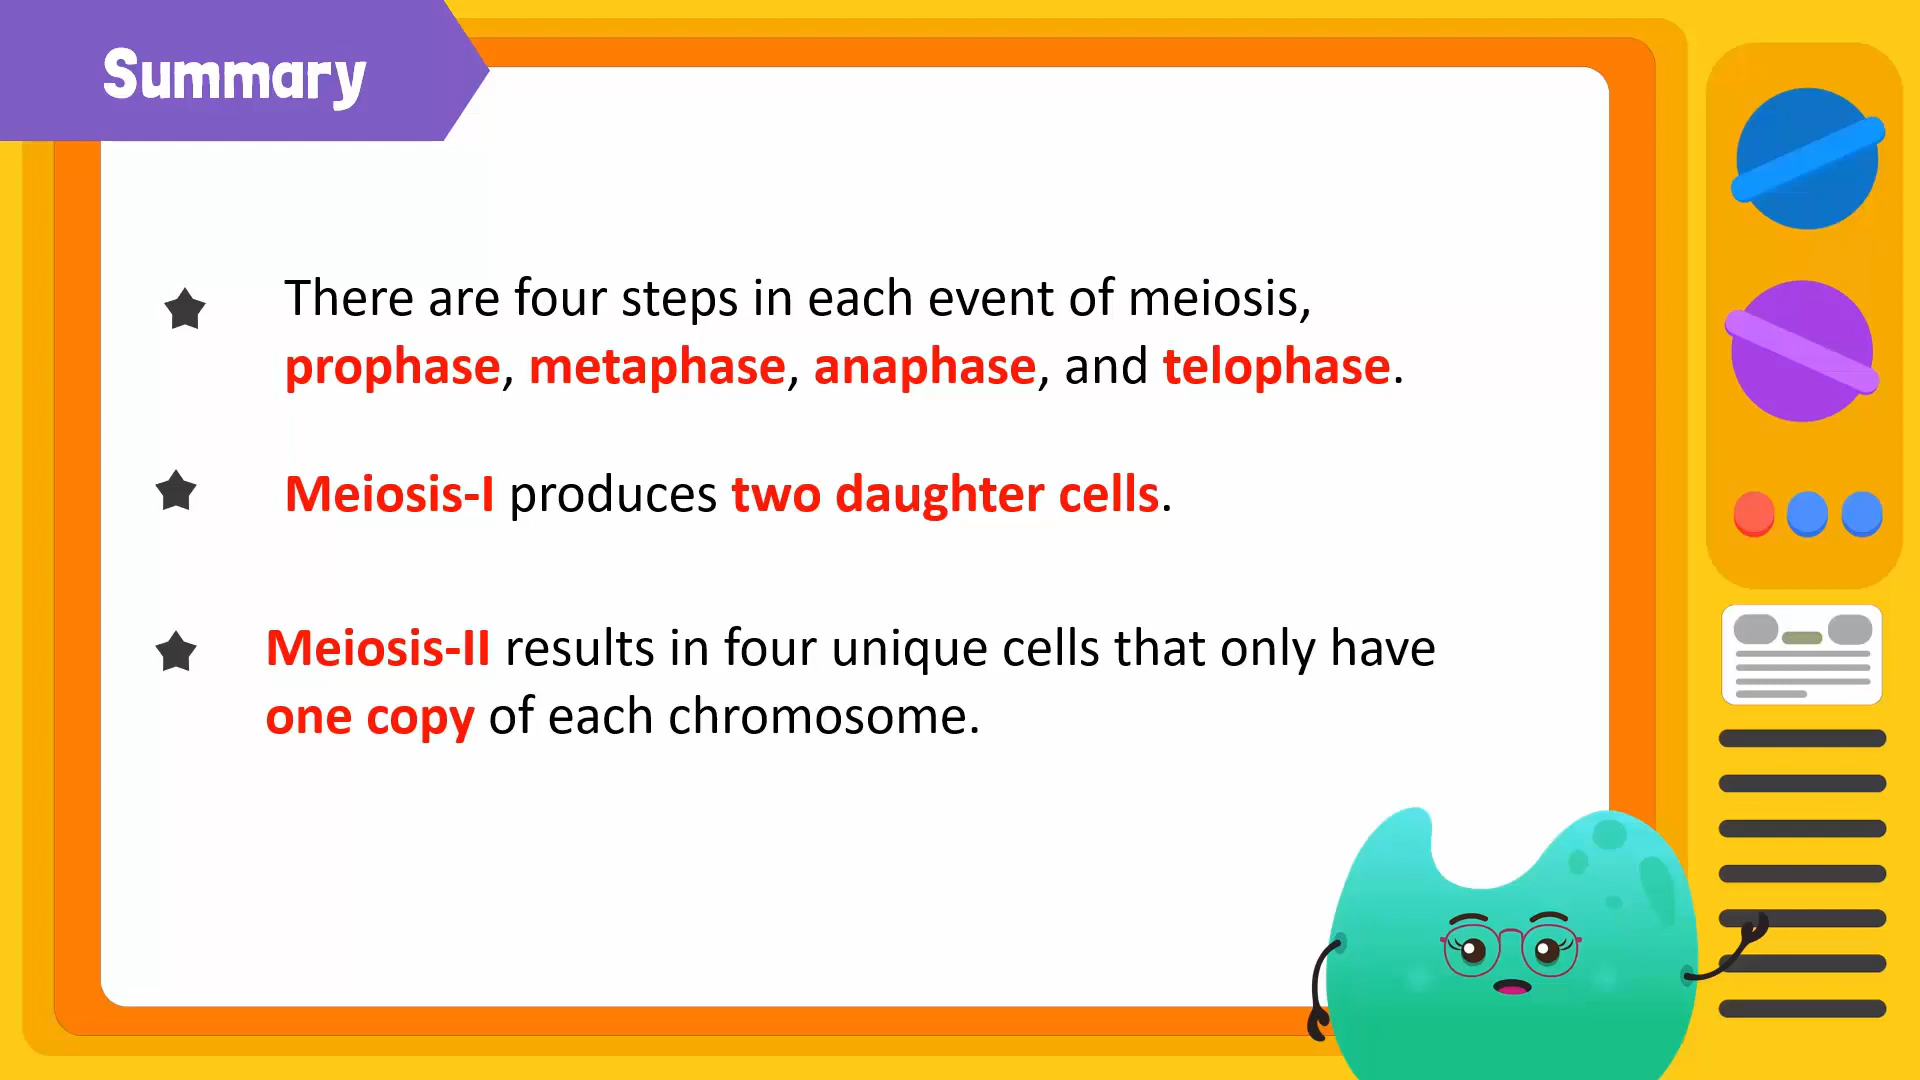 Summary
There are four steps in each event of meiosis,
prophase, metaphase, anaphase, and telophase.
Meiosis-I produces two daughter cells.
Meiosis-II results in four unique cells that only have
one copy of each chromosome.